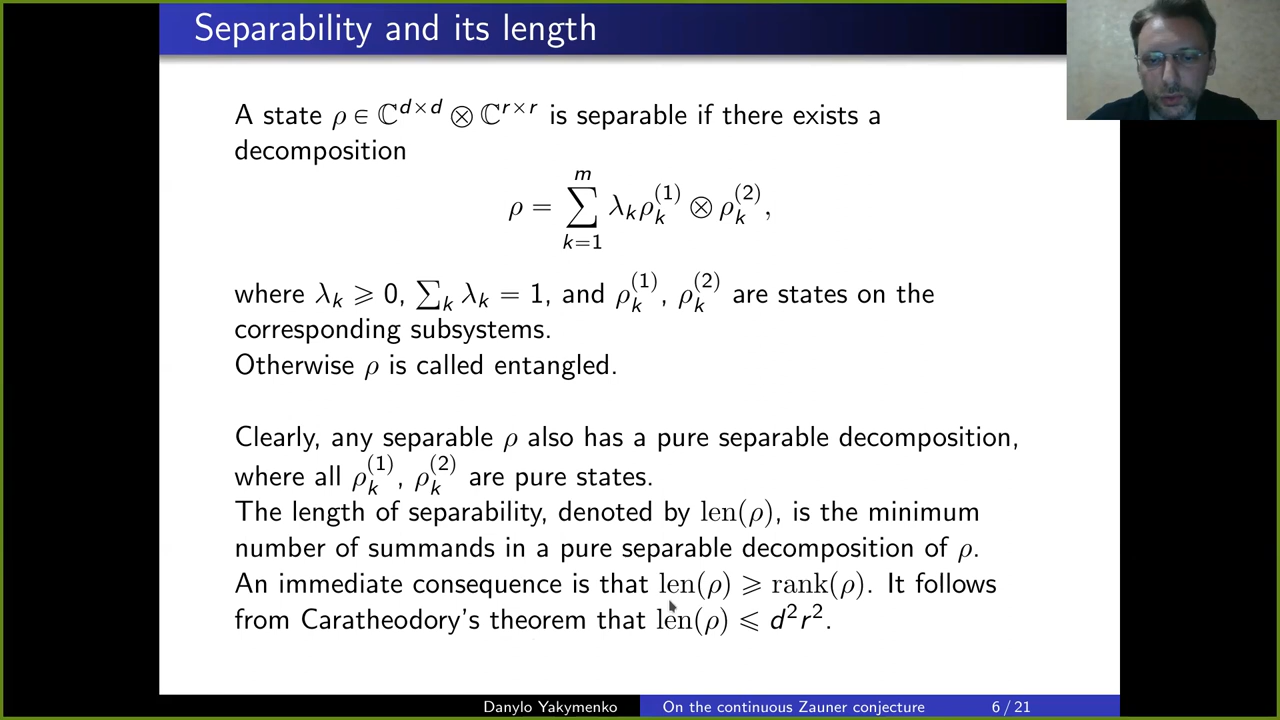 Separability and its length
A state ρ ∈ ℂ^{d×d} ⊗ ℂ^{r×r} is separable if there exists a
decomposition
ρ = \sum_{k=1}^{m} λ_k ρ_k^{(1)} ⊗ ρ_k^{(2)},
where λ_k ⩾ 0, ∑_k λ_k = 1, and ρ_k^{(1)}, ρ_k^{(2)} are states on the
corresponding subsystems.
Otherwise ρ is called entangled.
Clearly, any separable ρ also has a pure separable decomposition,
where all ρ_k^{(1)}, ρ_k^{(2)} are pure states.
The length of separability, denoted by len(ρ), is the minimum
number of summands in a pure separable decomposition of ρ.
An immediate consequence is that len(ρ) ⩾ rank(ρ). It follows
from Caratheodory's theorem that len(ρ) ⩽ d²r².
Danylo Yakymenko On the continuous Zauner conjecture 6 / 21